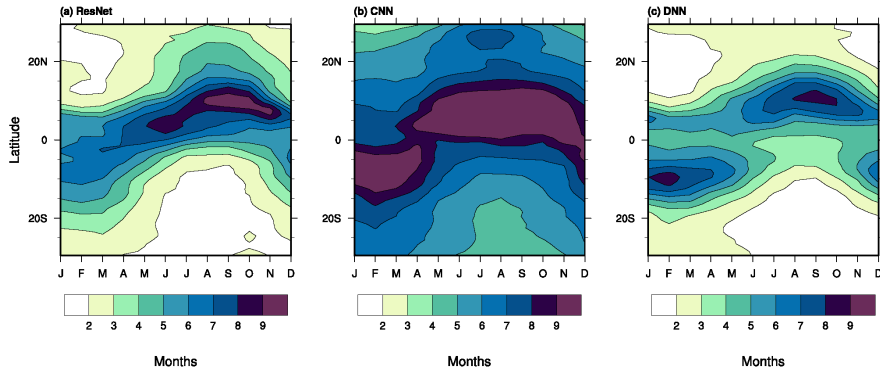 (a) ResNet
(b) CNN
(c) DNN
Latitude
20N
0
20S
20N
0
20S
20N
0
20S
J F M A M J J A S O N D
J F M A M J J A S O N D
J F M A M J J A S O N D
2 3 4 5 6 7 8 9
2 3 4 5 6 7 8 9
2 3 4 5 6 7 8 9
Months
Months
Months